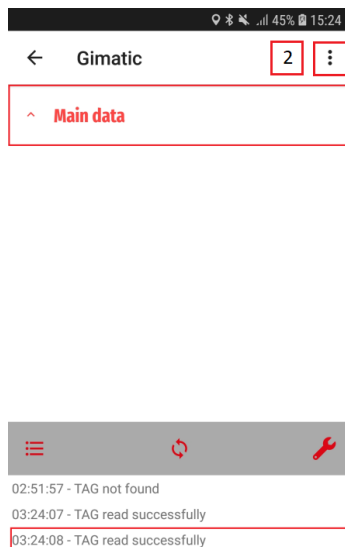 45% 15:24
Gimatic 2
Main data
02:51:57 - TAG not found
03:24:07 - TAG read successfully
03:24:08 - TAG read successfully